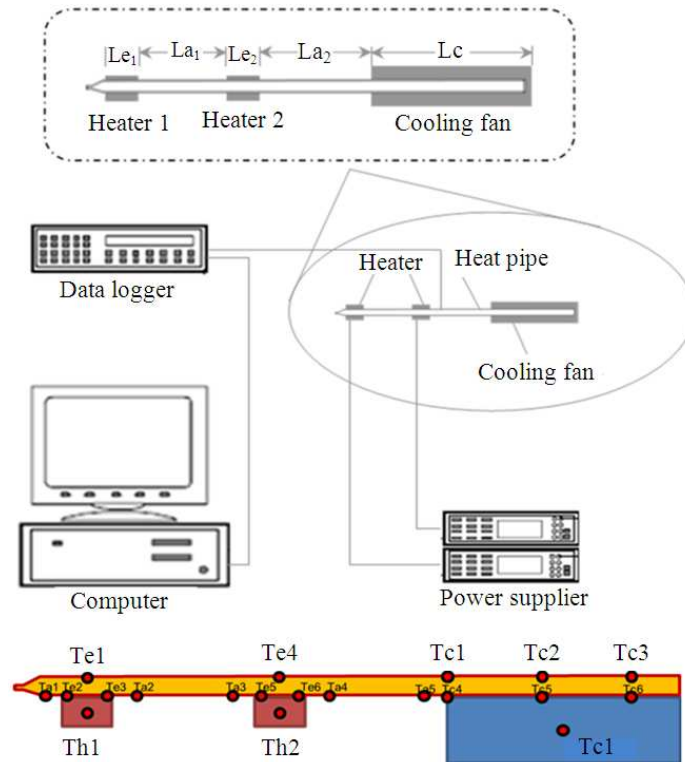 Le₁ La₁ Le₂ La₂ Lc
Heater 1 Heater 2 Cooling fan
Data logger
Heater Heat pipe
Cooling fan
Computer
Power supplier
Te1 Te4 Tc1 Tc2 Tc3
Ta1 Te2 Te3 Ta2 Ta3 Te5 Te6 Ta4 Tc4 Tc5 Tc6
Th1 Th2 Tc1